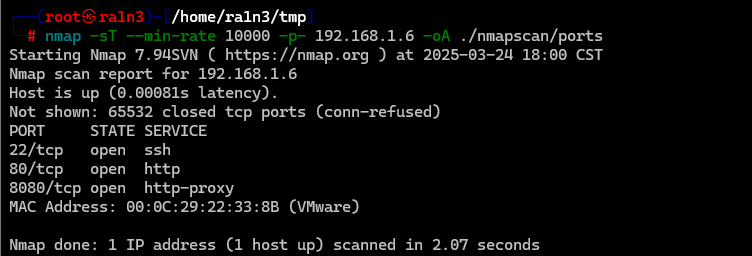 ┌──(root㉿ra1n3)-[/home/ra1n3/tmp]
└─# nmap -sT --min-rate 10000 -p- 192.168.1.6 -oA ./nmapscan/ports
Starting Nmap 7.94SVN ( https://nmap.org ) at 2025-03-24 18:00 CST
Nmap scan report for 192.168.1.6
Host is up (0.00081s latency).
Not shown: 65532 closed tcp ports (conn-refused)
PORT     STATE SERVICE
22/tcp   open  ssh
80/tcp   open  http
8080/tcp open  http-proxy
MAC Address: 00:0C:29:22:33:8B (VMware)

Nmap done: 1 IP address (1 host up) scanned in 2.07 seconds